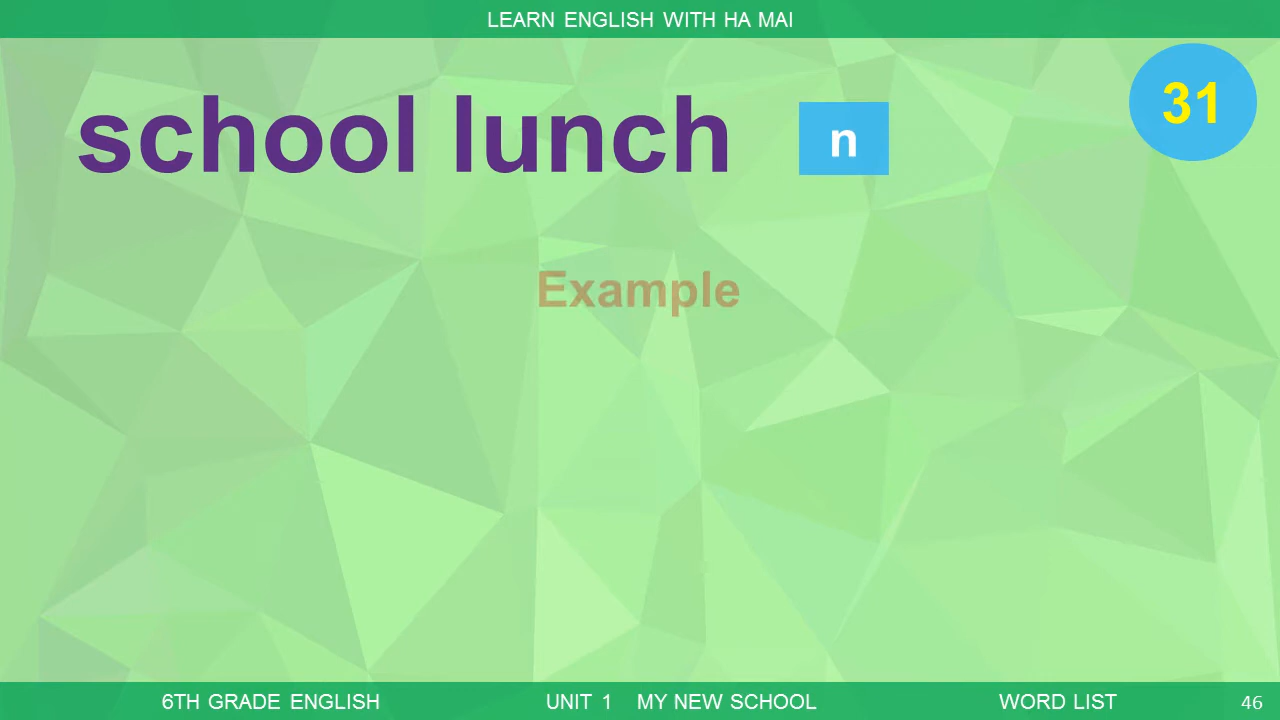 LEARN ENGLISH WITH HA MAI
31
school lunch n
Example
6TH GRADE ENGLISH UNIT 1 MY NEW SCHOOL WORD LIST 46